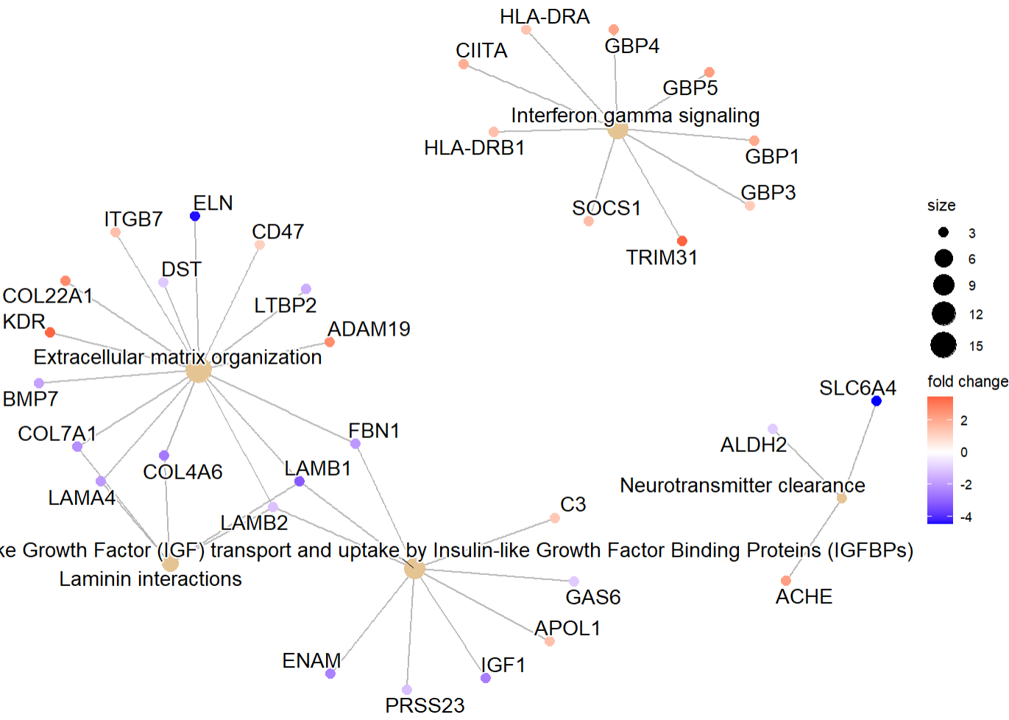 HLA-DRA
GBP4
CIITA
GBP5
Interferon gamma signaling
HLA-DRB1
GBP1
GBP3
SOCS1
TRIM31
ELN
ITGB7
CD47
DST
LTBP2
COL22A1
KDR
ADAM19
Extracellular matrix organization
BMP7
COL7A1
FBN1
COL4A6
LAMB1
LAMA4
LAMB2
C3
ke Growth Factor (IGF) transport and uptake by Insulin-like Growth Factor Binding Proteins (IGFBPs)
Laminin interactions
GAS6
APOL1
ENAM
IGF1
PRSS23
SLC6A4
ALDH2
Neurotransmitter clearance
ACHE
size
3
6
9
12
15
fold change
2
0
-2
-4